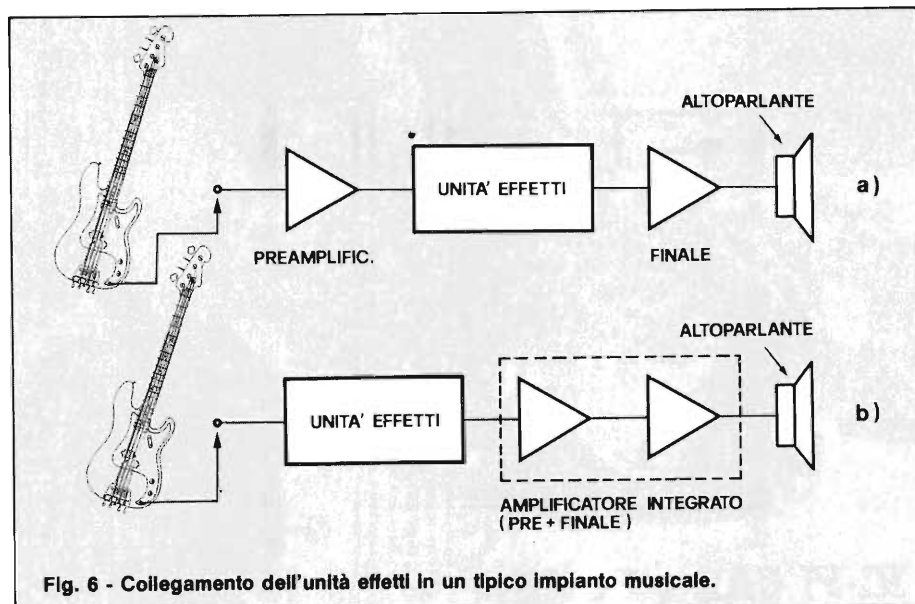 ALTOPARLANTE
UNITA' EFFETTI
a)
PREAMPLIFIC.
FINALE
ALTOPARLANTE
UNITA' EFFETTI
b)
AMPLIFICATORE INTEGRATO
(PRE + FINALE)
Fig. 6 - Collegamento dell'unità effetti in un tipico impianto musicale.